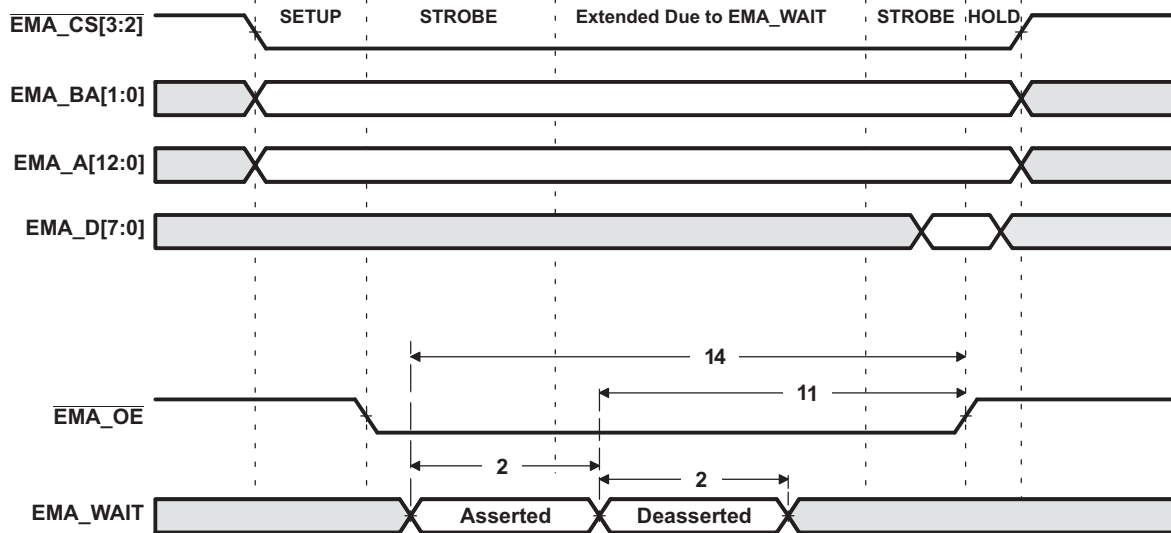 SETUP STROBE Extended Due to EMA_WAIT STROBE HOLD
EMA_CS[3:2]
EMA_BA[1:0]
EMA_A[12:0]
EMA_D[7:0]
14
11
EMA_OE
2
2
EMA_WAIT Asserted Deasserted